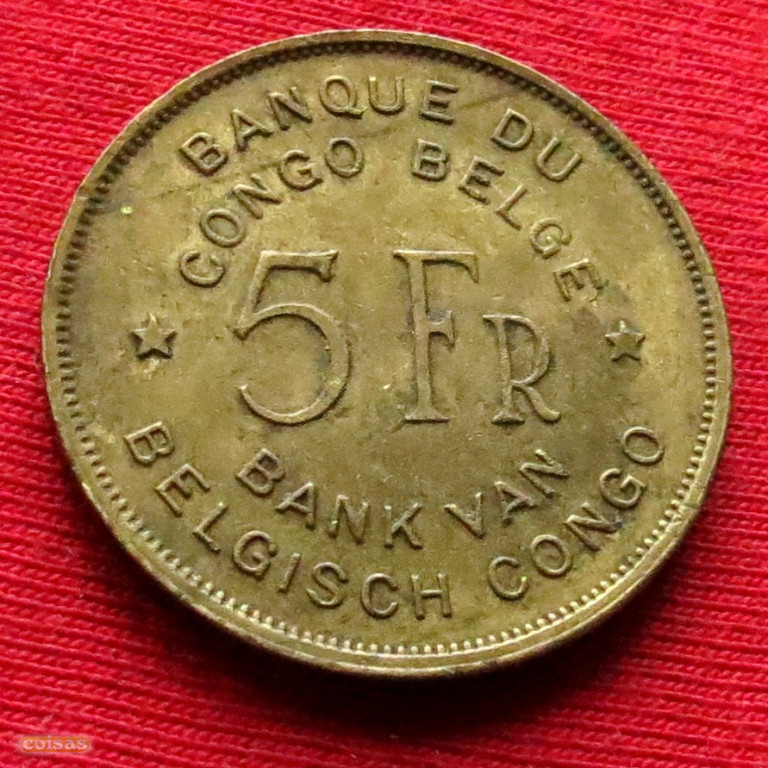 BANQUE DU
CONGO BELGE
5 FR
BANK VAN
BELGISCH CONGO
coisas